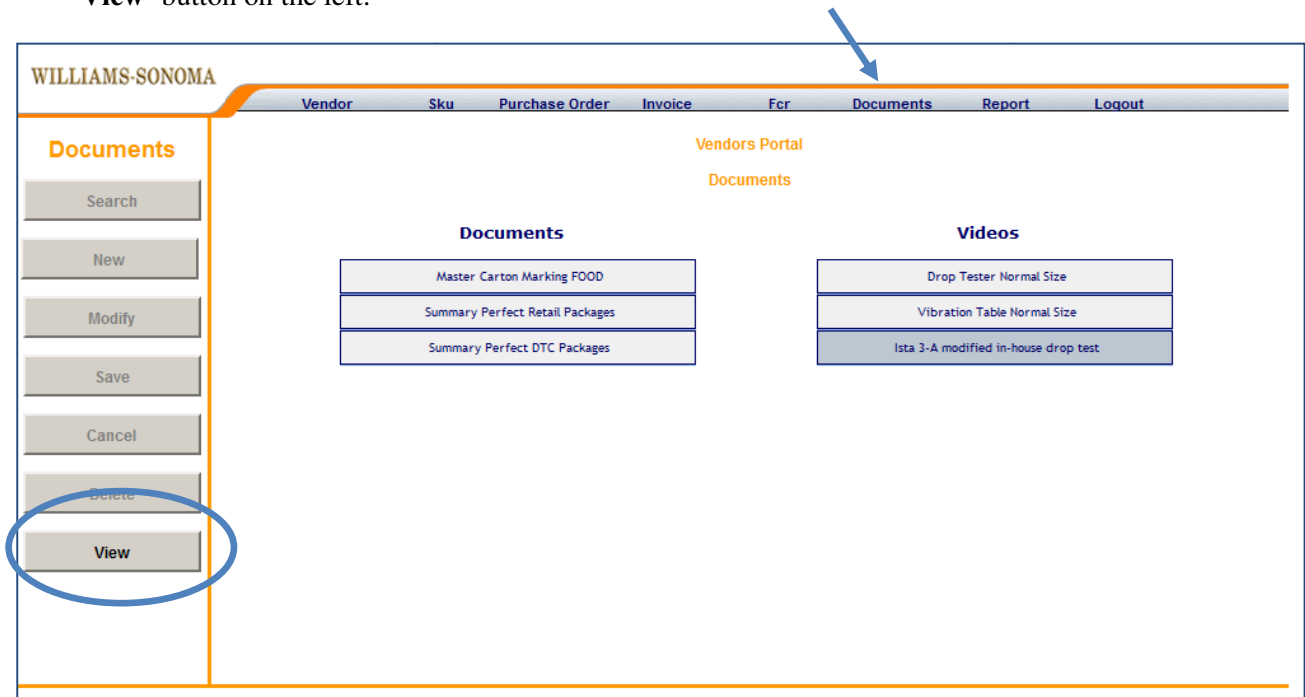 View" button on the left.
WILLIAMS-SONOMA
Vendor Sku Purchase Order Invoice Fcr Documents Report Logout
Documents
Search
New
Modify
Save
Cancel
Delete
View
Vendors Portal
Documents
Documents
Master Carton Marking FOOD
Summary Perfect Retail Packages
Summary Perfect DTC Packages
Videos
Drop Tester Normal Size
Vibration Table Normal Size
Ista 3-A modified in-house drop test